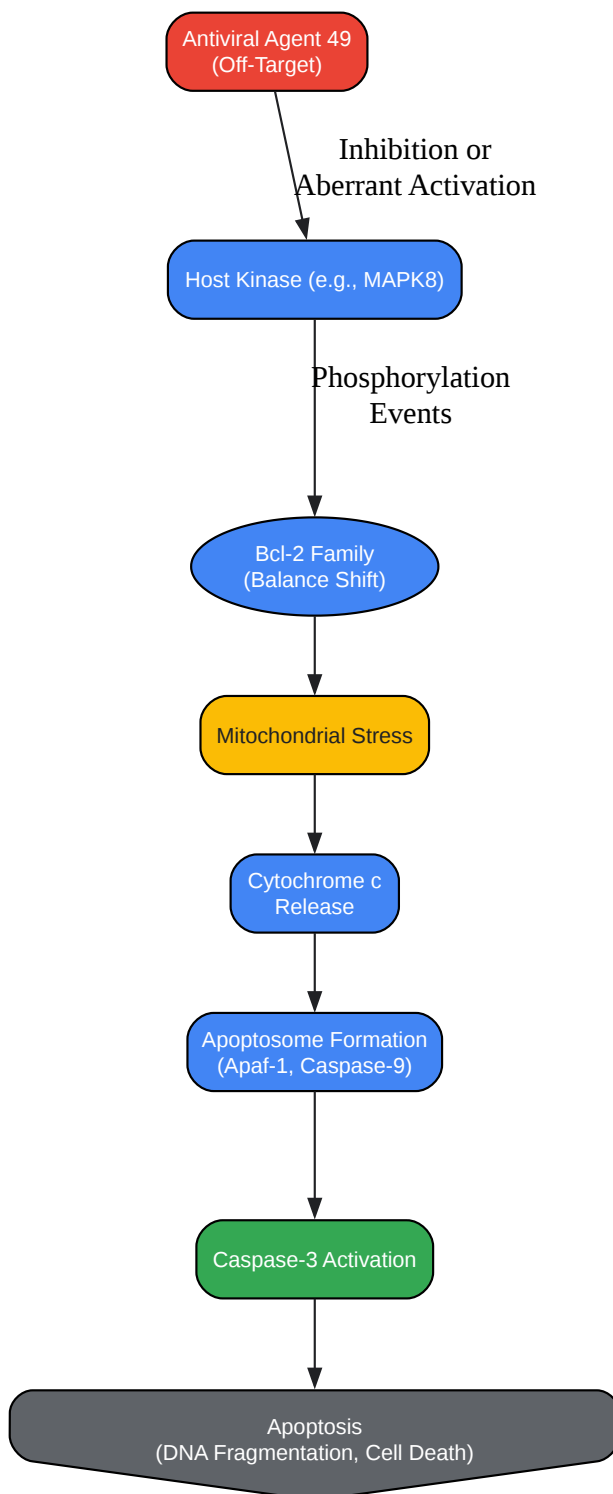 Antiviral Agent 49
(Off-Target)
Inhibition or
Aberrant Activation
Host Kinase (e.g., MAPK8)
Phosphorylation
Events
Bcl-2 Family
(Balance Shift)
Mitochondrial Stress
Cytochrome c
Release
Apoptosome Formation
(Apaf-1, Caspase-9)
Caspase-3 Activation
Apoptosis
(DNA Fragmentation, Cell Death)